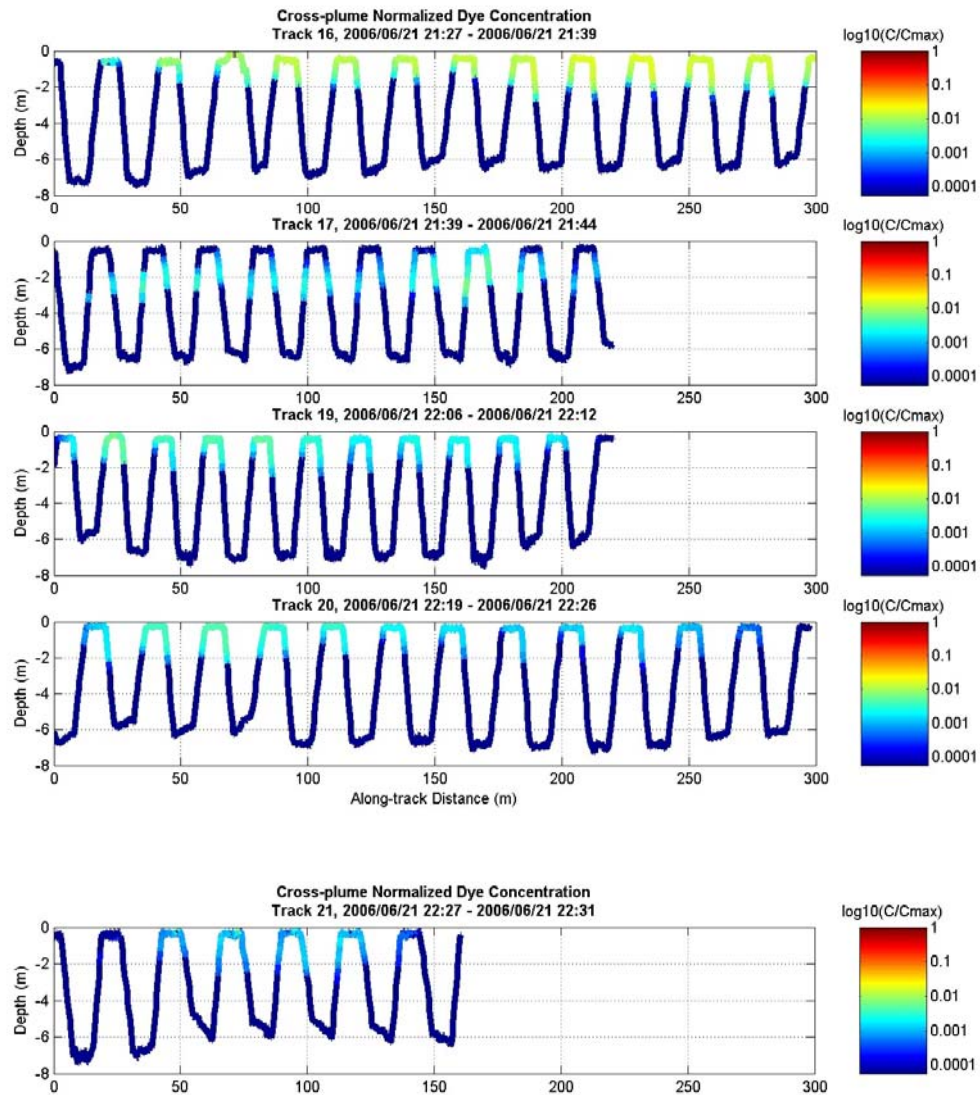 Cross-plume Normalized Dye Concentration
Track 16, 2006/06/21 21:27 - 2006/06/21 21:39
log10(C/Cmax)
0
-2
-4
-6
-8
Depth (m)
0 50 100 150 200 250 300
1
0.1
0.01
0.001
0.0001
Track 17, 2006/06/21 21:39 - 2006/06/21 21:44
log10(C/Cmax)
0
-2
-4
-6
-8
Depth (m)
0 50 100 150 200 250 300
1
0.1
0.01
0.001
0.0001
Track 19, 2006/06/21 22:06 - 2006/06/21 22:12
log10(C/Cmax)
0
-2
-4
-6
-8
Depth (m)
0 50 100 150 200 250 300
1
0.1
0.01
0.001
0.0001
Track 20, 2006/06/21 22:19 - 2006/06/21 22:26
log10(C/Cmax)
0
-2
-4
-6
-8
Depth (m)
0 50 100 150 200 250 300
Along-track Distance (m)
1
0.1
0.01
0.001
0.0001
Cross-plume Normalized Dye Concentration
Track 21, 2006/06/21 22:27 - 2006/06/21 22:31
log10(C/Cmax)
0
-2
-4
-6
-8
Depth (m)
0 50 100 150 200 250 300
1
0.1
0.01
0.001
0.0001